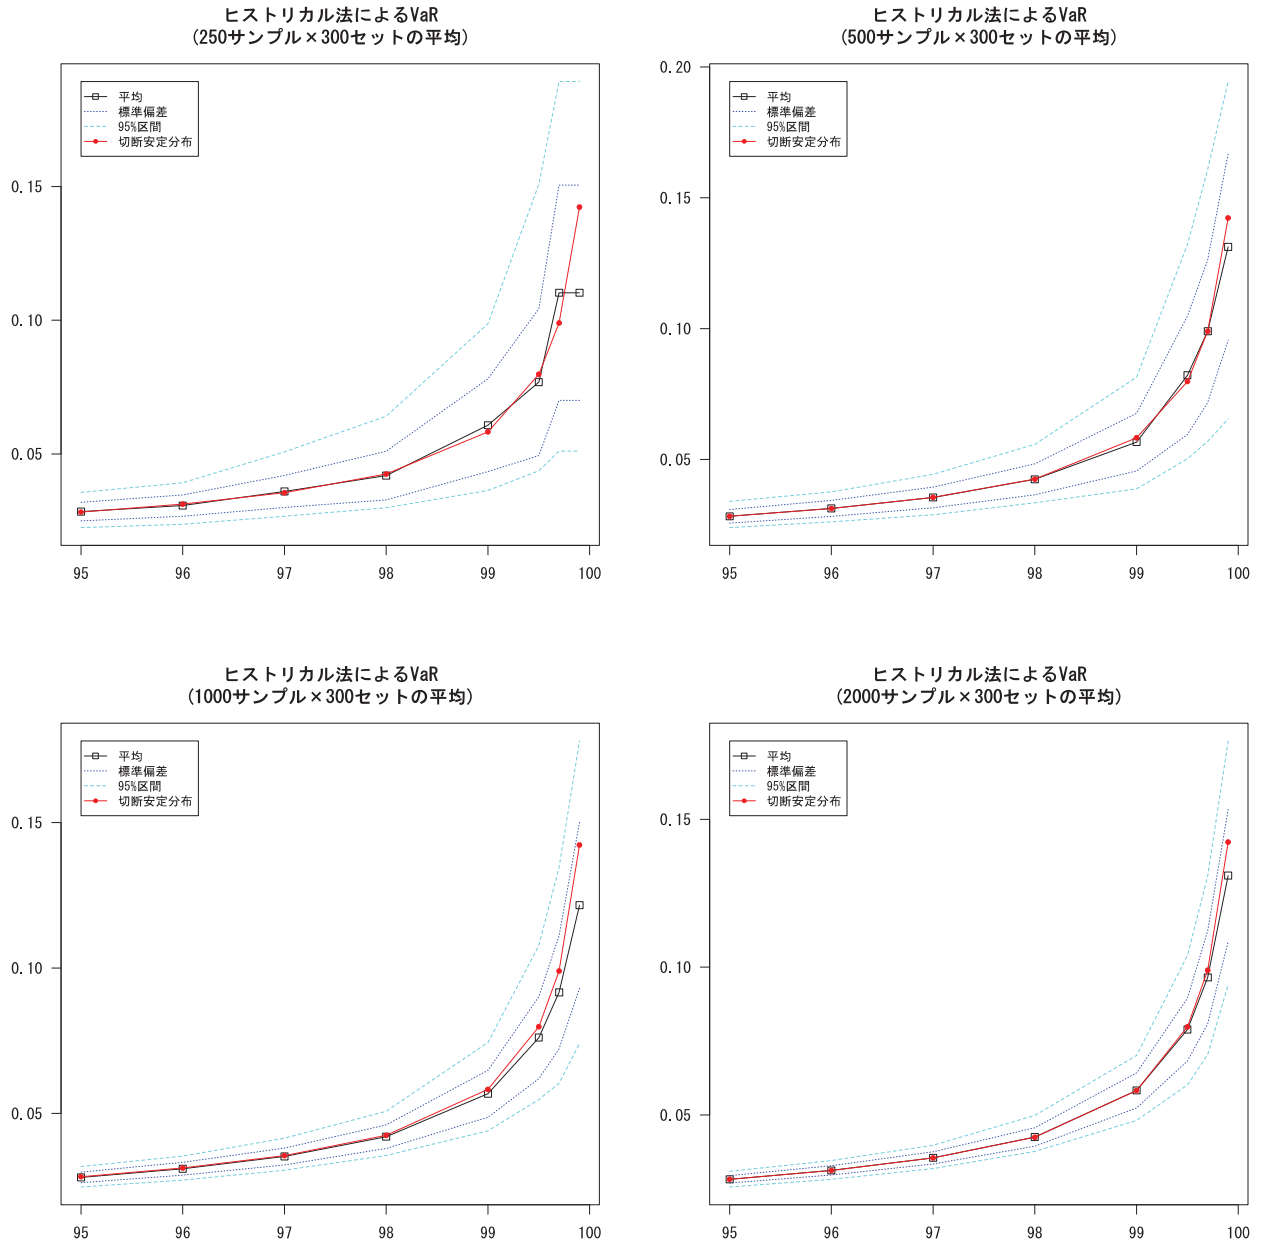 ヒストリカル法によるVaR
(250サンプル×300セットの平均)
平均
標準偏差
95%区間
切断安定分布
0.15
0.10
0.05
95 96 97 98 99 100
ヒストリカル法によるVaR
(500サンプル×300セットの平均)
0.20
平均
標準偏差
95%区間
切断安定分布
0.15
0.10
0.05
95 96 97 98 99 100
ヒストリカル法によるVaR
(1000サンプル×300セットの平均)
平均
標準偏差
95%区間
切断安定分布
0.15
0.10
0.05
95 96 97 98 99 100
ヒストリカル法によるVaR
(2000サンプル×300セットの平均)
平均
標準偏差
95%区間
切断安定分布
0.15
0.10
0.05
95 96 97 98 99 100